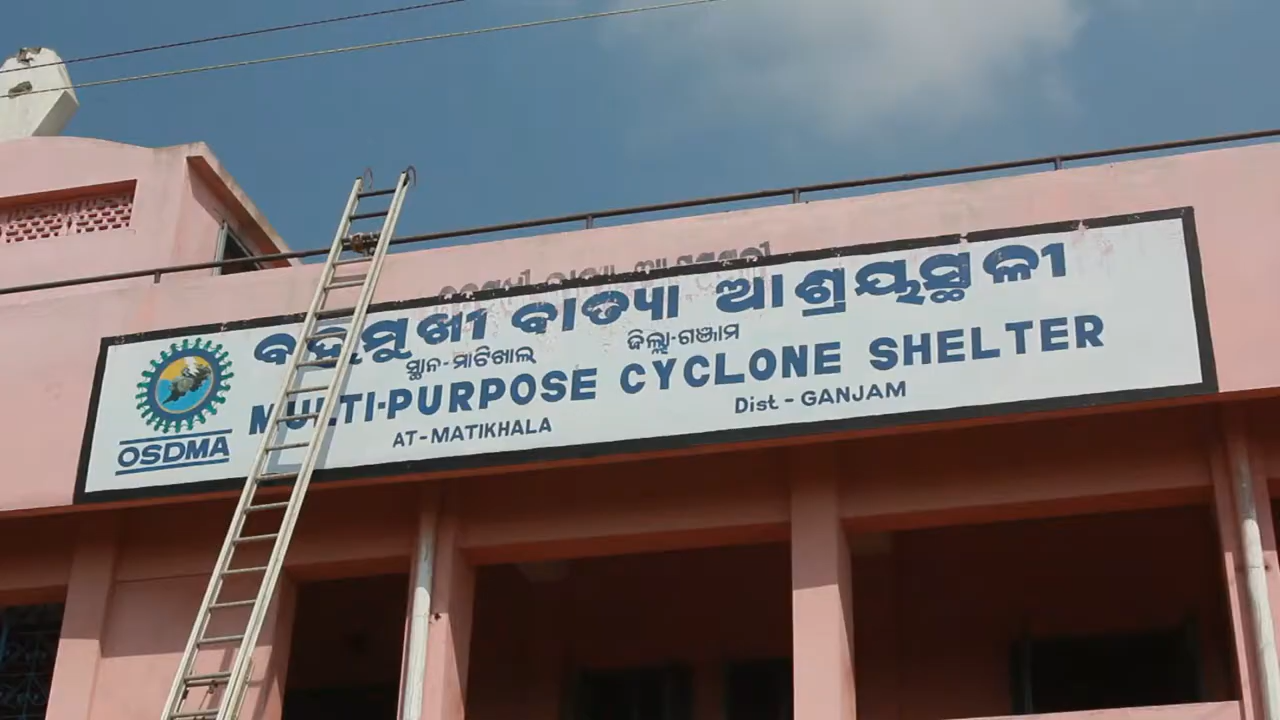 ବହୁମୁଖୀ ବାତ୍ୟା ଆଶ୍ରୟସ୍ଥଳୀ
ସ୍ଥାନ-ମାଟିଖାଲ ଜିଲ୍ଲା-ଗଞ୍ଜାମ
MULTI-PURPOSE CYCLONE SHELTER
AT-MATIKHALA Dist.-GANJAM
OSDMA